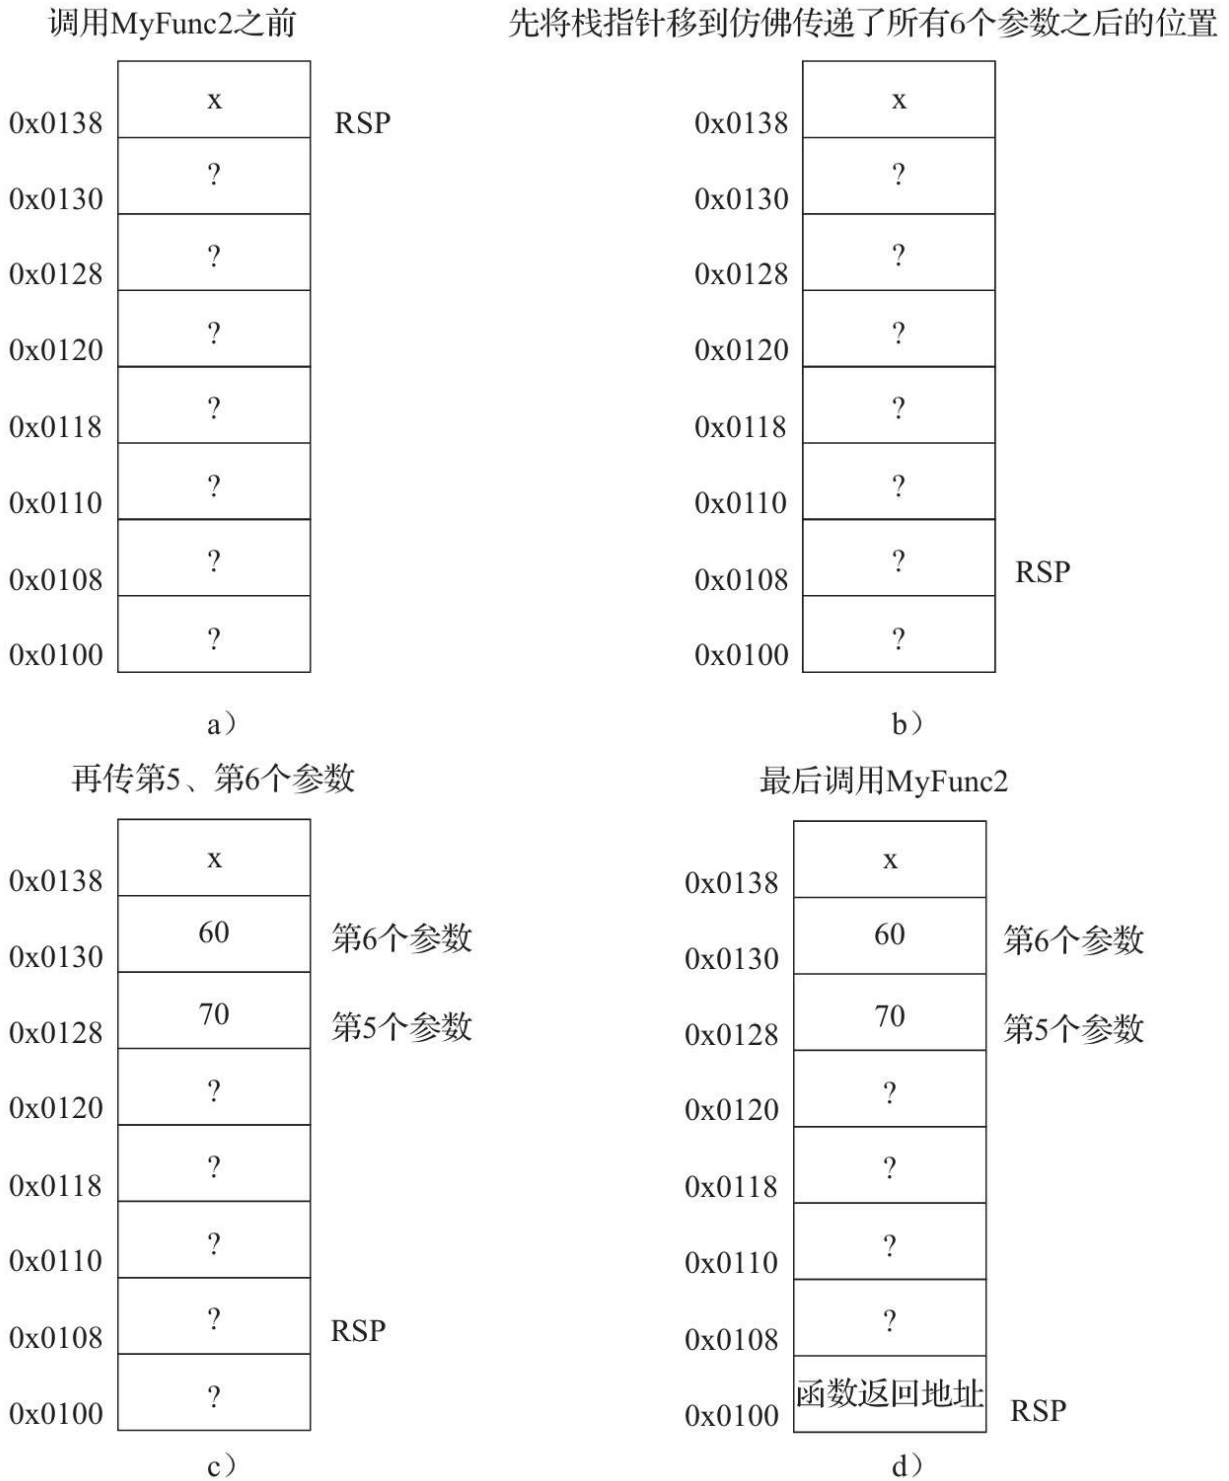 调用MyFunc2之前
x
0x0138
RSP
?
0x0130
?
0x0128
?
0x0120
?
0x0118
?
0x0110
?
0x0108
?
0x0100
a）
先将栈指针移到仿佛传递了所有6个参数之后的位置
x
0x0138
?
0x0130
?
0x0128
?
0x0120
?
0x0118
?
0x0110
?
0x0108
RSP
?
0x0100
b）
再传第5、第6个参数
x
0x0138
60
第6个参数
0x0130
70
第5个参数
0x0128
?
0x0120
?
0x0118
?
0x0110
?
0x0108
RSP
?
0x0100
c）
最后调用MyFunc2
x
0x0138
60
第6个参数
0x0130
70
第5个参数
0x0128
?
0x0120
?
0x0118
?
0x0110
?
0x0108
函数返回地址
0x0100
RSP
d）